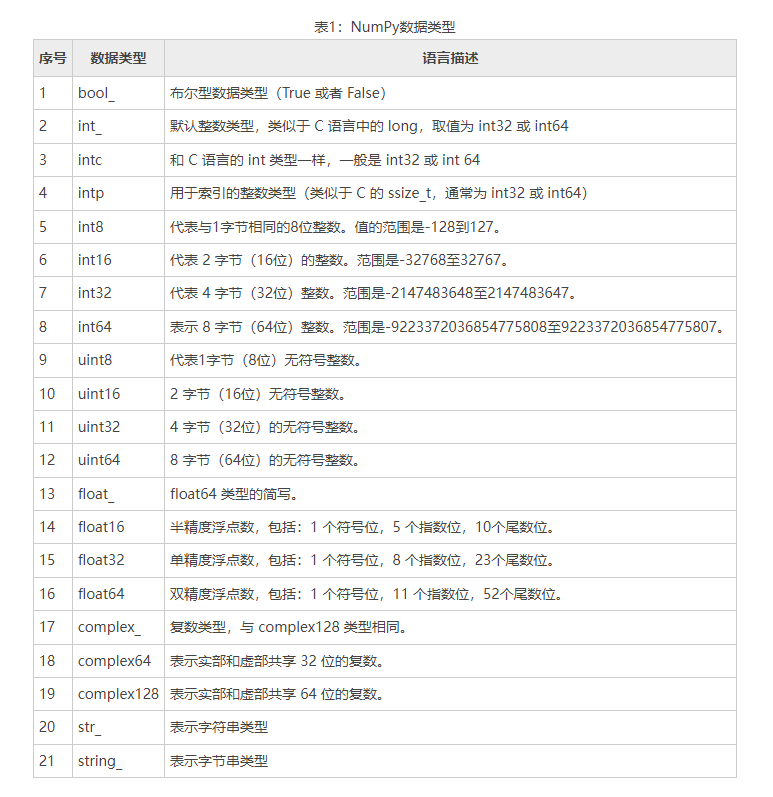 表1：NumPy数据类型
序号 数据类型 语言描述
1 bool_ 布尔型数据类型（True 或者 False）
2 int_ 默认整数类型，类似于 C 语言中的 long，取值为 int32 或 int64
3 intc 和 C 语言的 int 类型一样，一般是 int32 或 int 64
4 intp 用于索引的整数类型（类似于 C 的 ssize_t，通常为 int32 或 int64）
5 int8 代表与1字节相同的8位整数。值的范围是-128到127。
6 int16 代表 2 字节（16位）的整数。范围是-32768至32767。
7 int32 代表 4 字节（32位）整数。范围是-2147483648至2147483647。
8 int64 表示 8 字节（64位）整数。范围是-9223372036854775808至9223372036854775807。
9 uint8 代表1字节（8位）无符号整数。
10 uint16 2 字节（16位）无符号整数。
11 uint32 4 字节（32位）的无符号整数。
12 uint64 8 字节（64位）的无符号整数。
13 float_ float64 类型的简写。
14 float16 半精度浮点数，包括：1 个符号位，5 个指数位，10个尾数位。
15 float32 单精度浮点数，包括：1 个符号位，8 个指数位，23个尾数位。
16 float64 双精度浮点数，包括：1 个符号位，11 个指数位，52个尾数位。
17 complex_ 复数类型，与 complex128 类型相同。
18 complex64 表示实部和虚部共享 32 位的复数。
19 complex128 表示实部和虚部共享 64 位的复数。
20 str_ 表示字符串类型
21 string_ 表示字节串类型